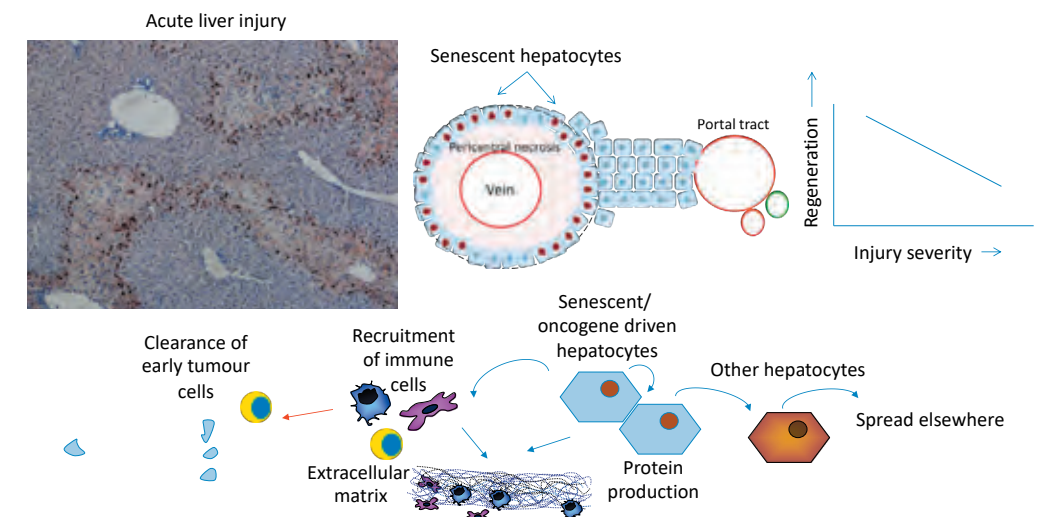 Acute liver injury
Senescent hepatocytes
Pericentral necrosis
Vein
Portal tract
Regeneration
Injury severity
Clearance of
early tumour
cells
Recruitment
of immune
cells
Extracellular
matrix
Senescent/
oncogene driven
hepatocytes
Protein
production
Other hepatocytes
Spread elsewhere